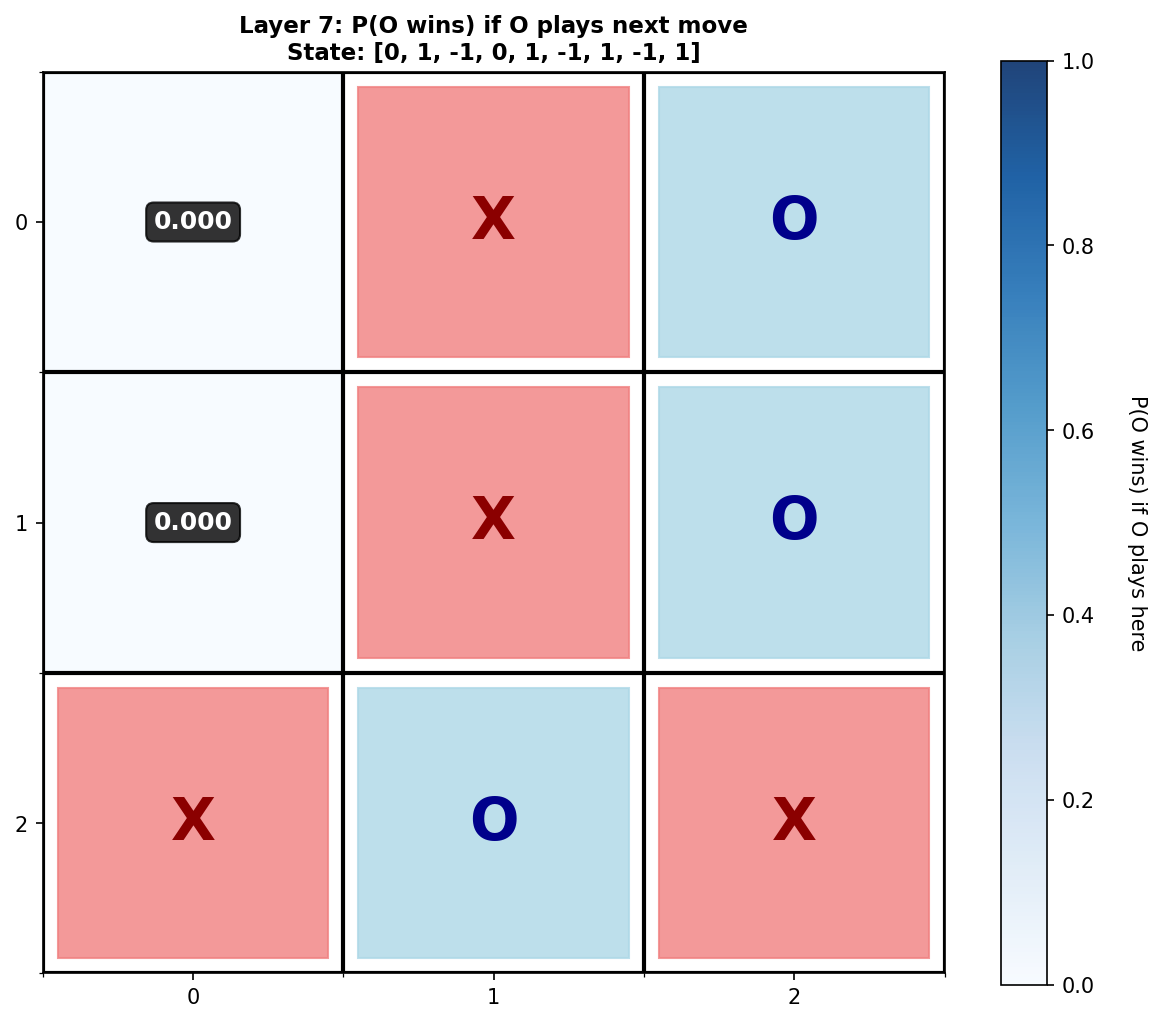 Layer 7: P(O wins) if O plays next move
State: [0, 1, -1, 0, 1, -1, 1, -1, 1]
0
0.000
X
O
1
0.000
X
O
2
X
O
X
0
1
2
1.0
0.8
0.6
0.4
0.2
0.0
P(O wins) if O plays here